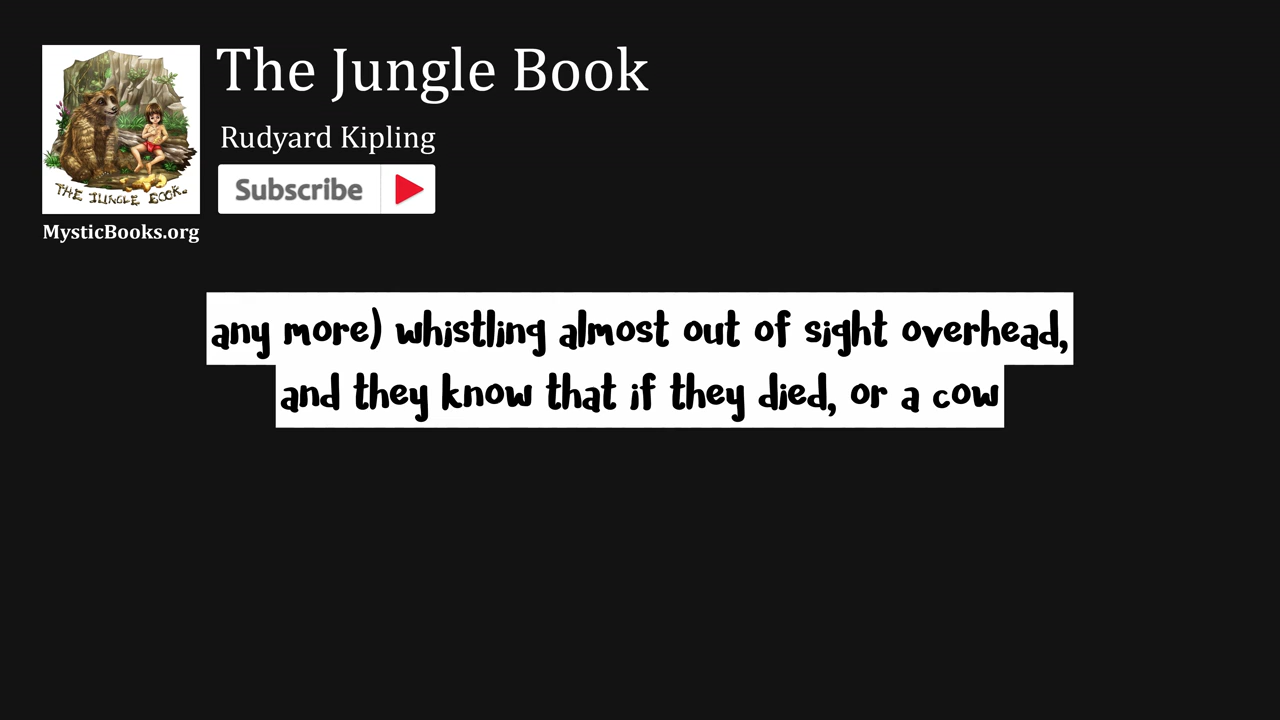 The Jungle Book
Rudyard Kipling
Subscribe
THE JUNGLE BOOK.
MysticBooks.org
any more) whistling almost out of sight overhead,
and they know that if they died, or a cow